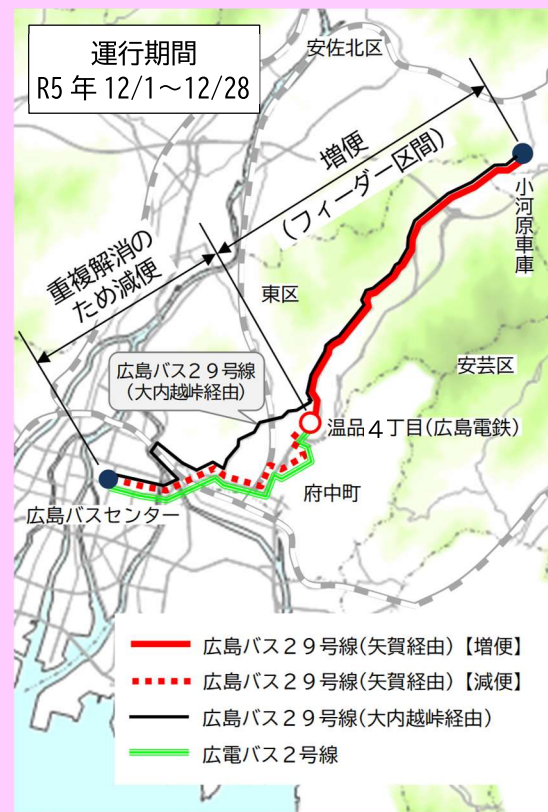 運行期間
R5 年 12/1～12/28
安佐北区
増便
(フィーダー区間)
小河原車庫
重複解消の
ため減便
東区
広島バス２９号線
(大内越峠経由)
安芸区
温品４丁目(広島電鉄)
府中町
広島バスセンター
広島バス２９号線(矢賀経由)【増便】
広島バス２９号線(矢賀経由)【減便】
広島バス２９号線(大内越峠経由)
広電バス２号線